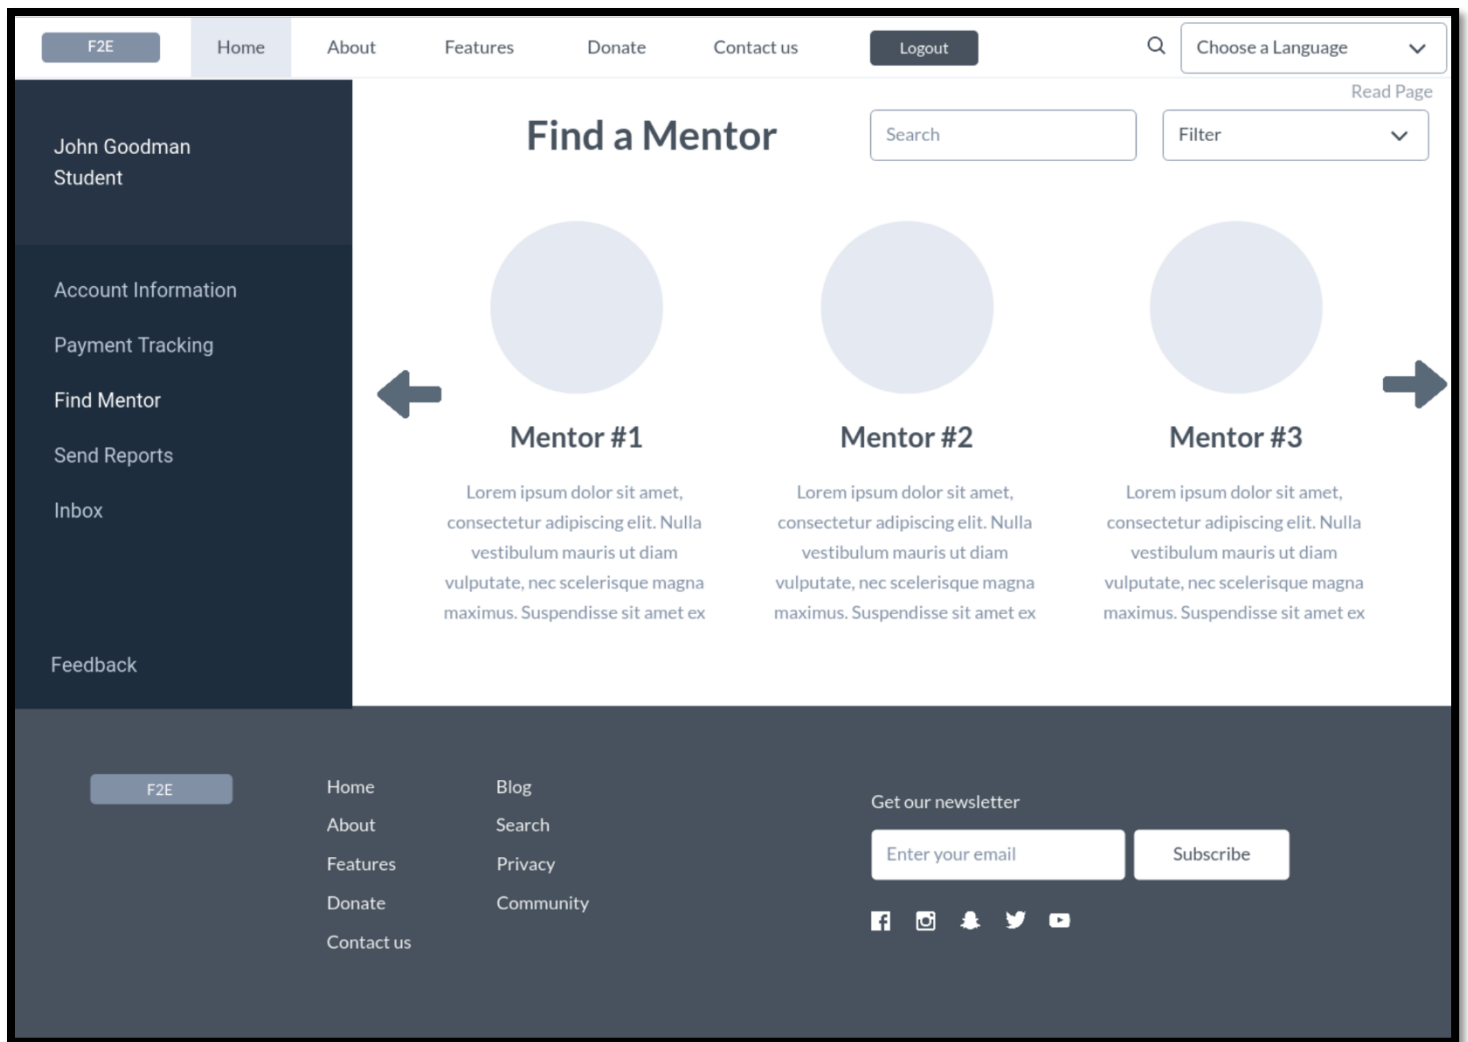 F2E
Home
About
Features
Donate
Contact us
Logout
Choose a Language
Read Page
John Goodman
Student
Account Information
Payment Tracking
Find Mentor
Send Reports
Inbox
Feedback
Find a Mentor
Search
Filter
Mentor #1
Lorem ipsum dolor sit amet,
consectetur adipiscing elit. Nulla
vestibulum mauris ut diam
vulputate, nec scelerisque magna
maximus. Suspendisse sit amet ex
Mentor #2
Lorem ipsum dolor sit amet,
consectetur adipiscing elit. Nulla
vestibulum mauris ut diam
vulputate, nec scelerisque magna
maximus. Suspendisse sit amet ex
Mentor #3
Lorem ipsum dolor sit amet,
consectetur adipiscing elit. Nulla
vestibulum mauris ut diam
vulputate, nec scelerisque magna
maximus. Suspendisse sit amet ex
F2E
Home
About
Features
Donate
Contact us
Blog
Search
Privacy
Community
Get our newsletter
Enter your email
Subscribe